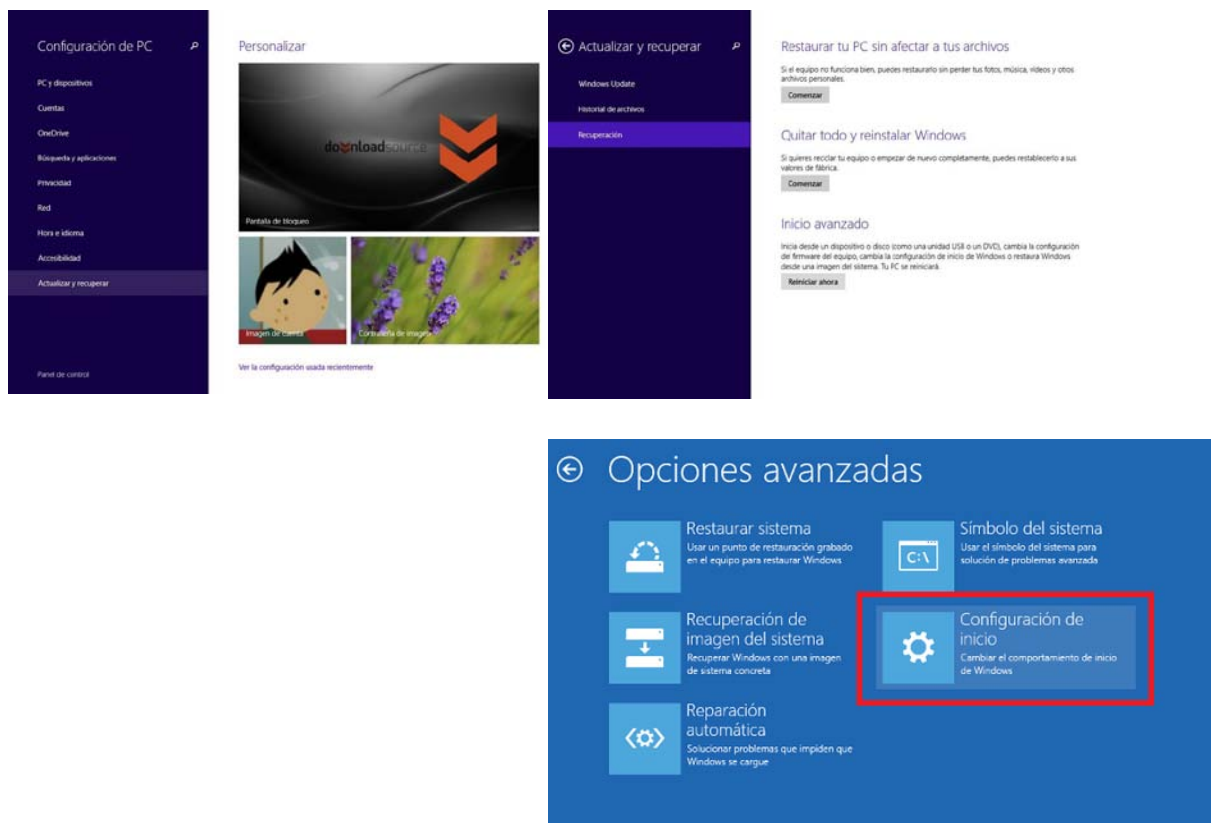 Configuración de PC
PC y dispositivos
Cuentas
OneDrive
Búsqueda y aplicaciones
Privacidad
Red
Hora e idioma
Accesibilidad
Actualizar y recuperar
Panel de control
Personalizar
downloadsource
Pantalla de bloqueo
Imagen de cuenta
Contraseña de imagen
Ver la configuración usada recientemente
Actualizar y recuperar
Windows Update
Historial de archivos
Recuperación
Restaurar tu PC sin afectar a tus archivos
Si el equipo no funciona bien, puedes restaurarlo sin perder tus fotos, música, vídeos y otros
archivos personales.
Comenzar
Quitar todo y reinstalar Windows
Si quieres reciclar tu equipo o empezar de nuevo completamente, puedes restablecerlo a sus
valores de fábrica.
Comenzar
Inicio avanzado
Inicia desde un dispositivo o disco (como una unidad USB o un DVD), cambia la configuración
de firmware del equipo, cambia la configuración de inicio de Windows o restaura Windows
desde una imagen del sistema. Tu PC se reiniciará.
Reiniciar ahora
Opciones avanzadas
Restaurar sistema
Usar un punto de restauración grabado
en el equipo para restaurar Windows
Símbolo del sistema
Usar el símbolo del sistema para
solución de problemas avanzada
C:\
Recuperación de
imagen del sistema
Recuperar Windows con una imagen
de sistema concreta
Configuración de
inicio
Cambiar el comportamiento de inicio
de Windows
Reparación
automática
Solucionar problemas que impiden que
Windows se cargue